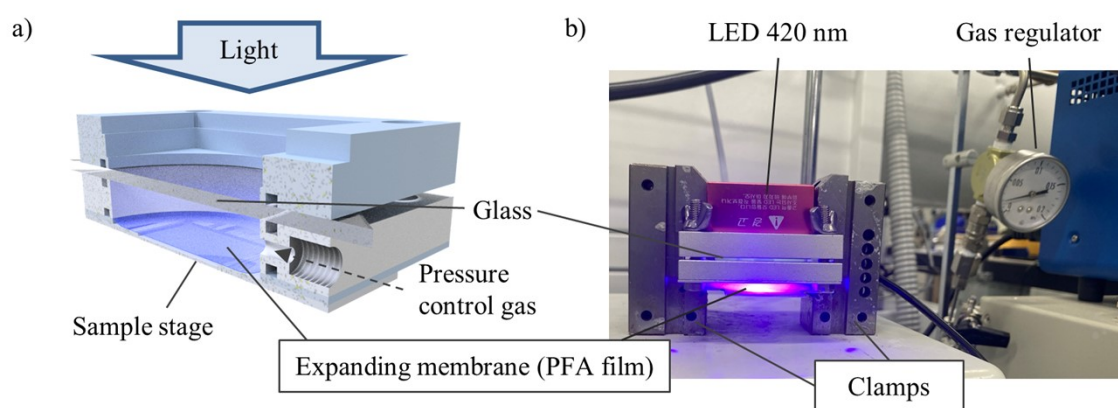 a)
Light
Glass
Pressure
control gas
Sample stage
Expanding membrane (PFA film)
b)
LED 420 nm
Gas regulator
Clamps